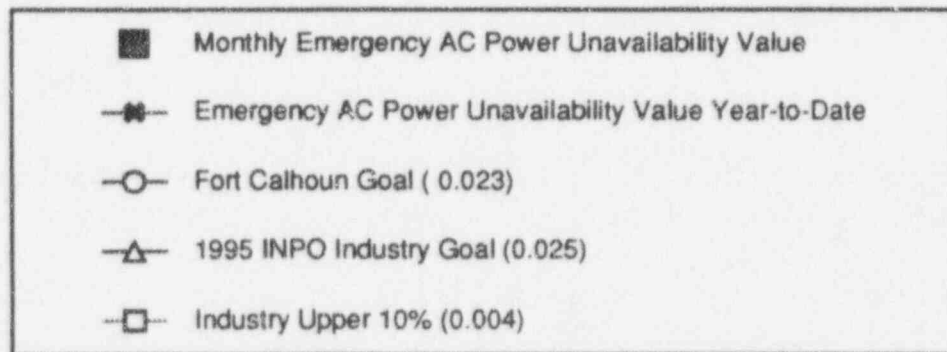 Monthly Emergency AC Power Unavailability Value
Emergency AC Power Unavailability Value Year-to-Date
Fort Calhoun Goal ( 0.023)
1995 INPO Industry Goal (0.025)
Industry Upper 10% (0.004)